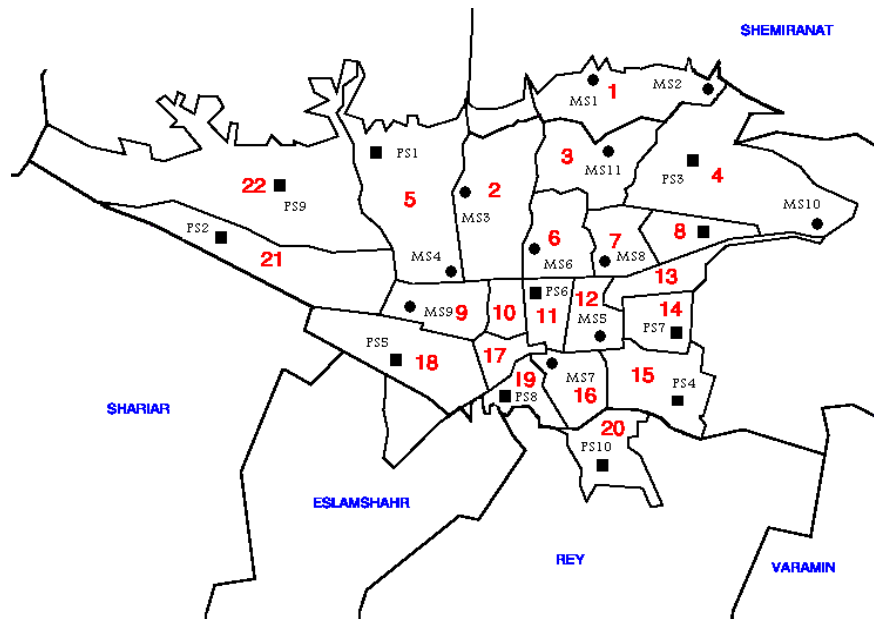 SHEMIRANAT
MS1
1
MS2
PS1
3
MS11
PS3
4
22
PS9
5
2
MS3
MS10
PS2
6
7
8
21
MS4
MS6
MS8
13
MS9
9
10
PS6
11
12
MS5
14
PS7
PS5
18
17
19
PS8
MS7
16
15
PS4
SHARIAR
20
PS10
ESLAMSHAHR
REY
VARAMIN